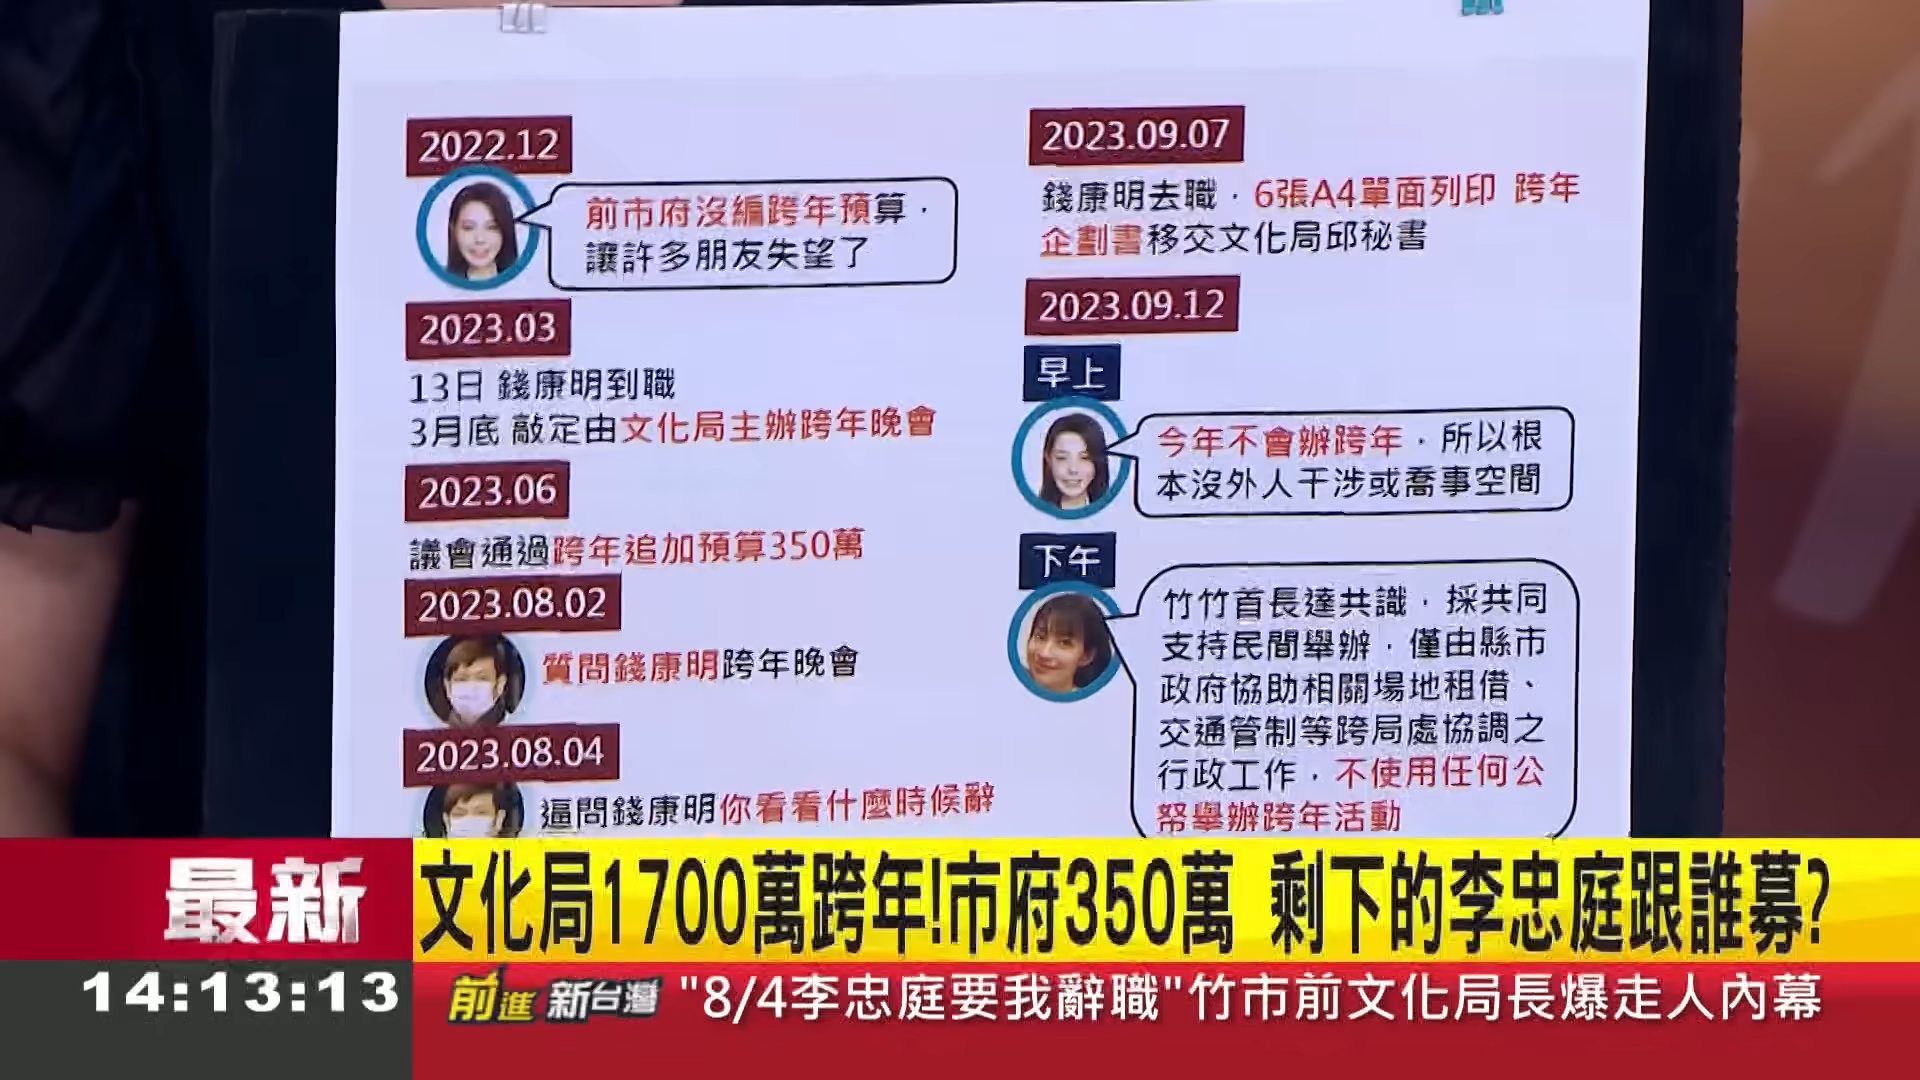 2022.12
前市府沒編跨年預算，
讓許多朋友失望了
2023.03
13日 錢康明到職
3月底 敲定由文化局主辦跨年晚會
2023.06
議會通過跨年追加預算350萬
2023.08.02
質問錢康明跨年晚會
2023.08.04
逼問錢康明你看看什麼時候辭
2023.09.07
錢康明去職，6張A4單面列印 跨年
企劃書移交文化局邱秘書
2023.09.12
早上
今年不會辦跨年，所以根
本沒外人干涉或喬事空間
下午
竹竹首長達共識，採共同
支持民間舉辦，僅由縣市
政府協助相關場地租借、
交通管制等跨局處協調之
行政工作，不使用任何公
帑舉辦跨年活動
最新
文化局1700萬跨年!市府350萬 剩下的李忠庭跟誰募?
14:13:13
前進新台灣
"8/4李忠庭要我辭職"竹市前文化局長爆走人內幕